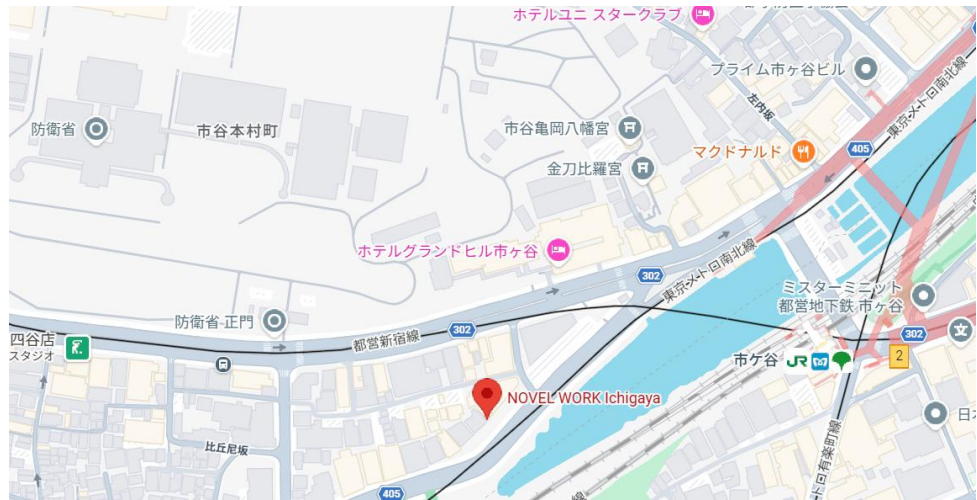 ホテルユニ スタークラブ
プライム市ヶ谷ビル
左内坂
東京メトロ南北線
防衛省
市谷本村町
市谷亀岡八幡宮
マクドナルド
405
金刀比羅宮
ホテルグランドヒル市ヶ谷
302
東京メトロ南北線
ミスターミニット
都営地下鉄 市ヶ谷
防衛省 正門
302
都営新宿線
302
四谷店
スタジオ
市ケ谷
JR
2
文
NOVEL WORK Ichigaya
比丘尼坂
405